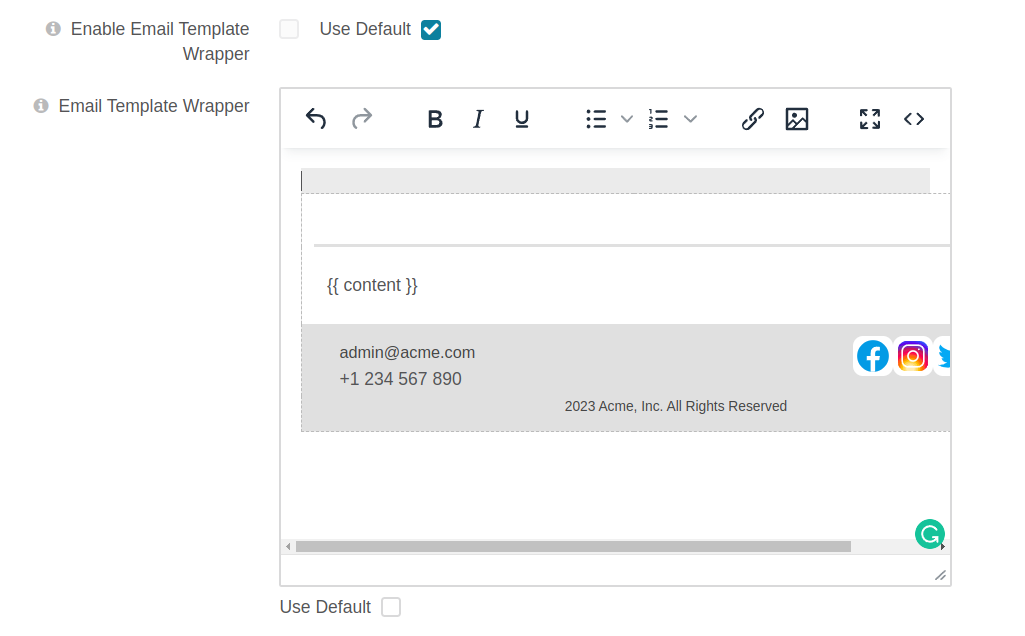 Enable Email Template
Wrapper
Use Default
Email Template Wrapper
B I U
{{ content }}
admin@acme.com
+1 234 567 890
2023 Acme, Inc. All Rights Reserved
Use Default